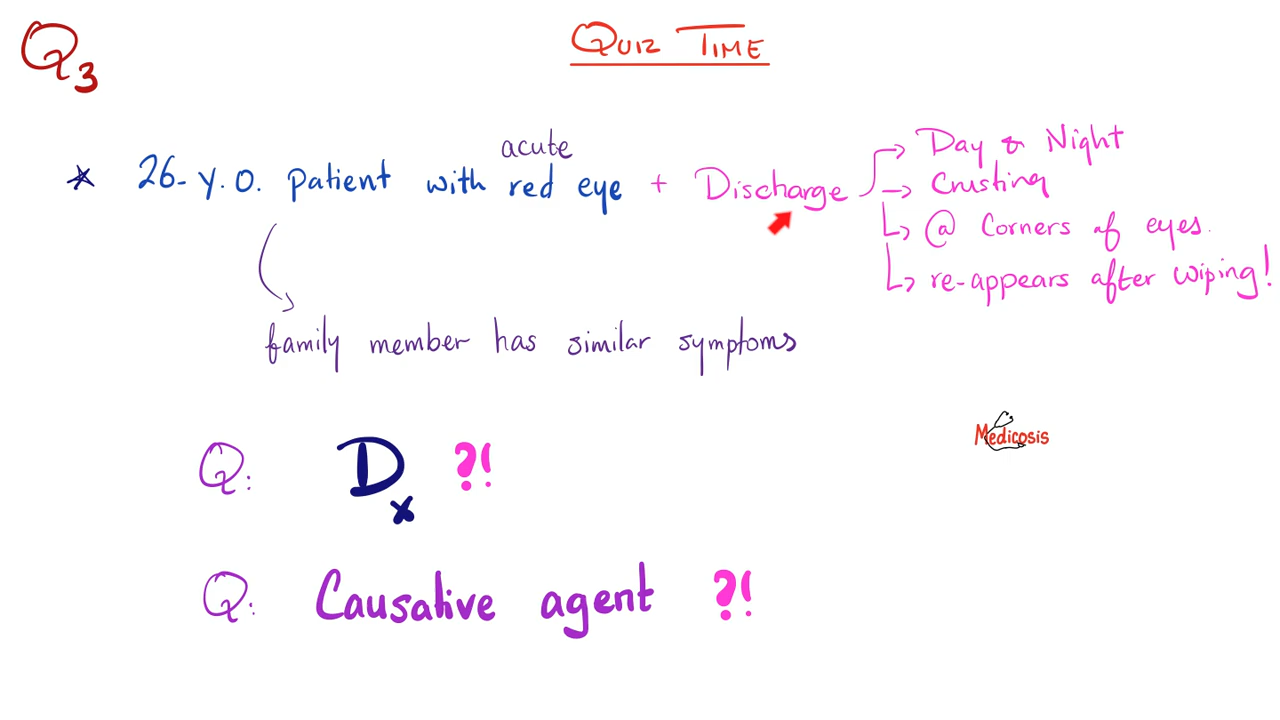 Q3
QUIZ TIME
26-y.o. patient with acute red eye + Discharge
Day & Night
Crusting
@ Corners of eyes.
re-appears after wiping!
family member has similar symptoms
Medicosis
Q: Dx ?!
Q: Causative agent ?!